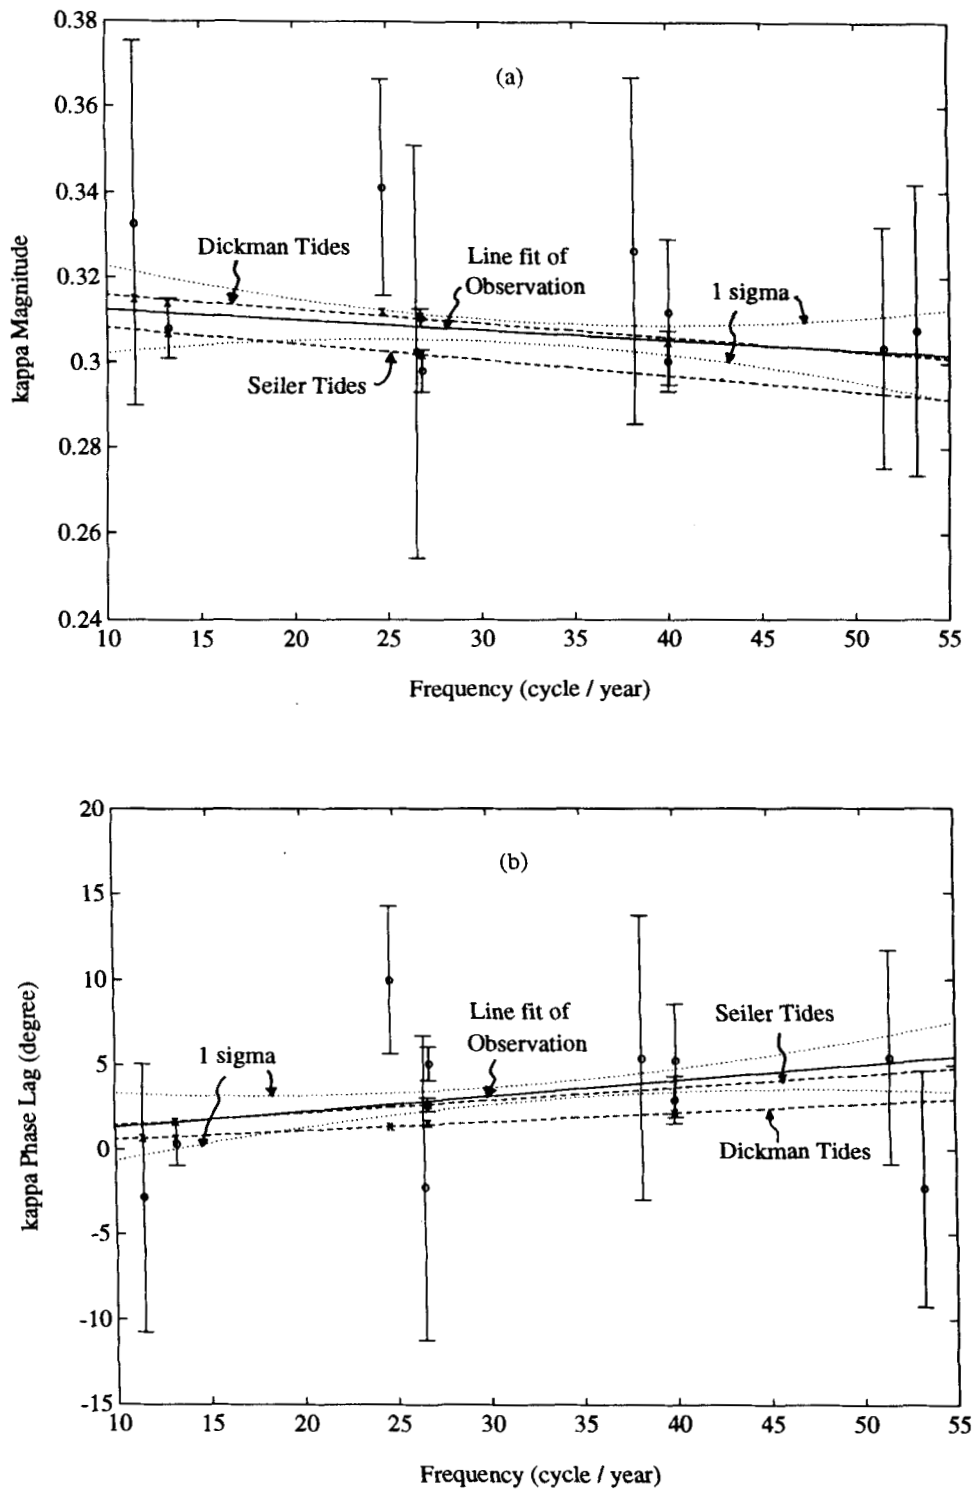 0.38
(a)
0.36
0.34
Dickman Tides
Line fit of
Observation
0.32
1 sigma
kappa Magnitude
0.3
Seiler Tides
0.28
0.26
0.24
10 15 20 25 30 35 40 45 50 55
Frequency (cycle / year)
20
(b)
15
10
Line fit of
Observation
Seiler Tides
1 sigma
5
kappa Phase Lag (degree)
0
Dickman Tides
-5
-10
-15
10 15 20 25 30 35 40 45 50 55
Frequency (cycle / year)